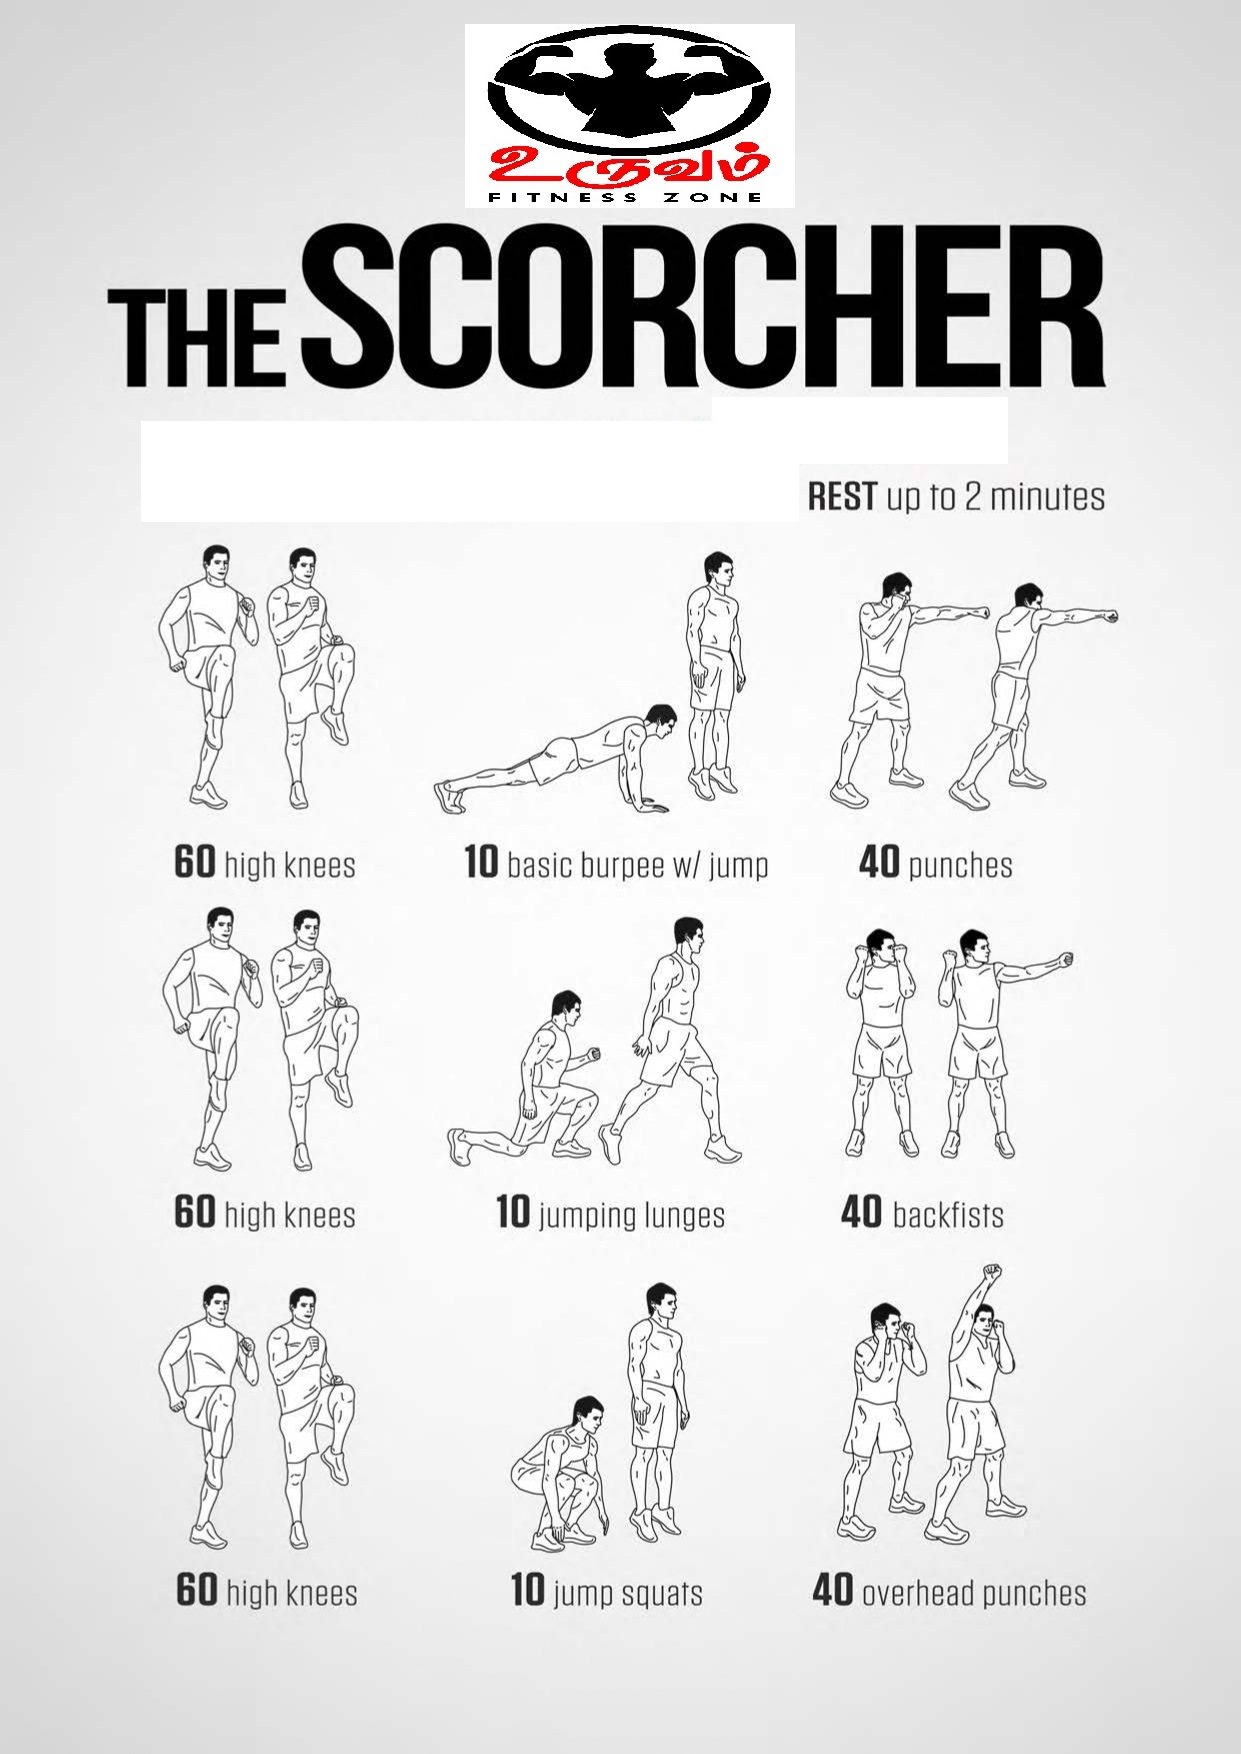 உருவம்
FITNESS ZONE
THE SCORCHER
REST up to 2 minutes
60 high knees
10 basic burpee w/ jump
40 punches
60 high knees
10 jumping lunges
40 backfists
60 high knees
10 jump squats
40 overhead punches